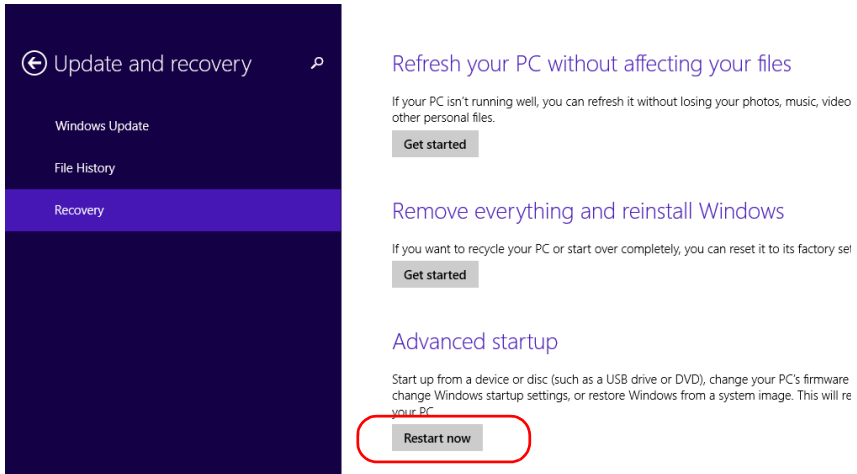 Update and recovery
Windows Update
File History
Recovery
Refresh your PC without affecting your files
If your PC isn't running well, you can refresh it without losing your photos, music, video
other personal files.
Get started
Remove everything and reinstall Windows
If you want to recycle your PC or start over completely, you can reset it to its factory set
Get started
Advanced startup
Start up from a device or disc (such as a USB drive or DVD), change your PC's firmware
change Windows startup settings, or restore Windows from a system image. This will re
your PC.
Restart now